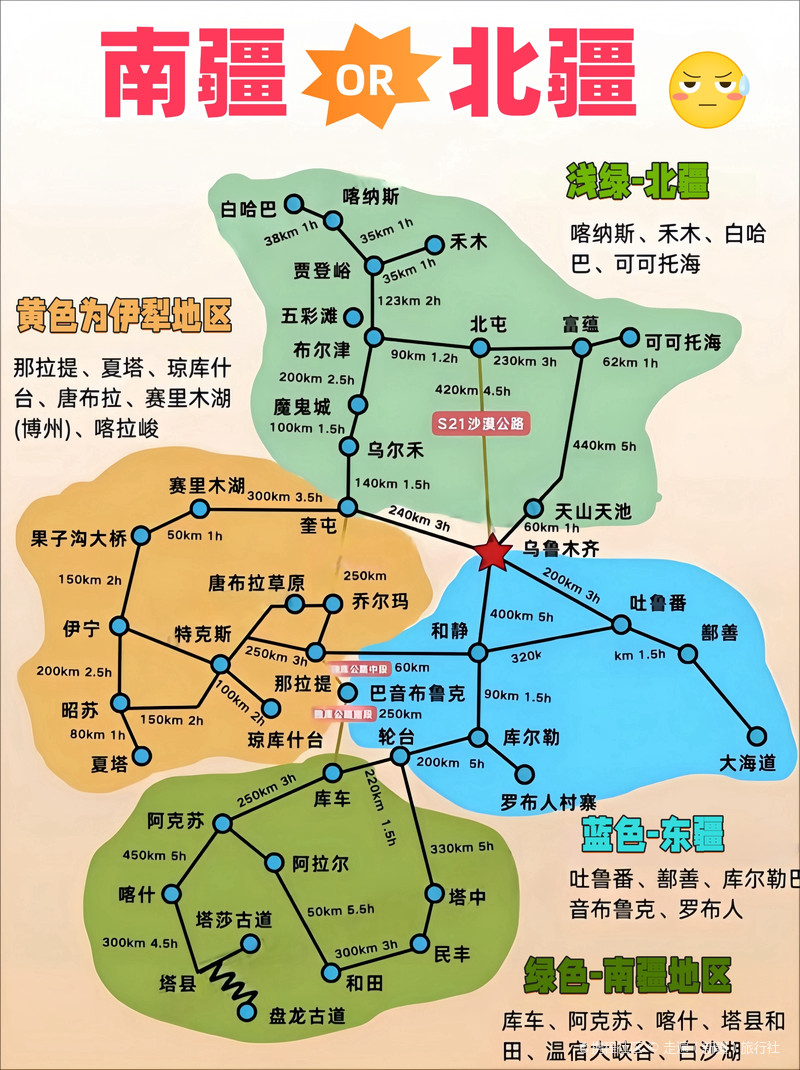 南疆 OR 北疆
浅绿-北疆
喀纳斯、禾木、白哈
巴、可可托海
白哈巴
喀纳斯
38km 1h
35km 1h
禾木
贾登峪
35km 1h
123km 2h
黄色为伊犁地区
那拉提、夏塔、琼库什
台、唐布拉、赛里木湖
(博州)、喀拉峻
五彩滩
布尔津
北屯
富蕴
可可托海
90km 1.2h
230km 3h
62km 1h
200km 2.5h
420km 4.5h
魔鬼城
S21沙漠公路
100km 1.5h
乌尔禾
440km 5h
140km 1.5h
赛里木湖
300km 3.5h
奎屯
240km 3h
天山天池
60km 1h
乌鲁木齐
果子沟大桥
50km 1h
150km 2h
250km
200km 3h
唐布拉草原
乔尔玛
400km 5h
吐鲁番
伊宁
特克斯
和静
鄯善
250km 3h
60km
320k
km 1.5h
200km 2.5h
那拉提
巴音布鲁克
90km 1.5h
昭苏
150km 2h
100km 2h
250km
80km 1h
琼库什台
轮台
库尔勒
夏塔
200km 5h
大海道
250km 3h
库车
220km 1.5h
罗布人村寨
蓝色-东疆
吐鲁番、鄯善、库尔勒巴
音布鲁克、罗布人
阿克苏
450km 5h
阿拉尔
330km 5h
喀什
塔中
塔莎古道
50km 5.5h
300km 4.5h
300km 3h
民丰
塔县
和田
盘龙古道
绿色-南疆地区
库车、阿克苏、喀什、塔县和
田、温宿大峡谷、白沙湖
旅行社